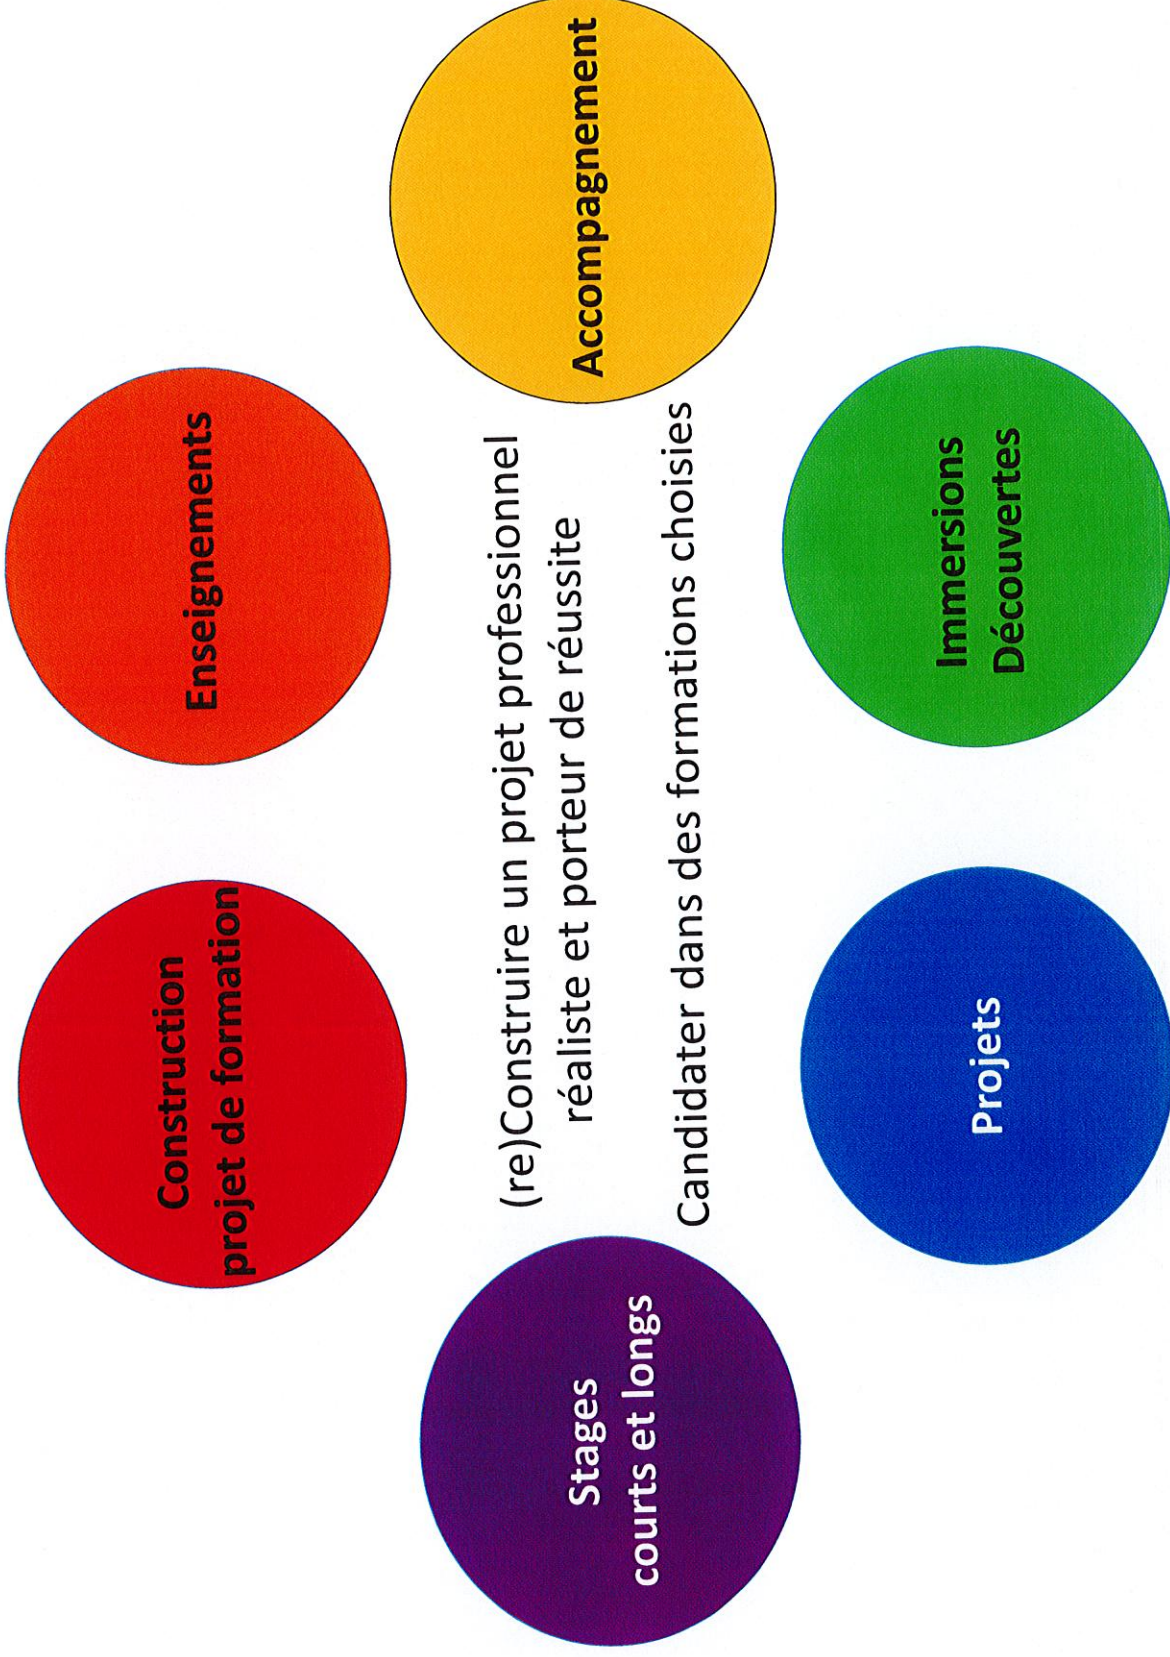 Construction
projet de formation
Enseignements
Stages
courts et longs
(re)Construire un projet professionnel
réaliste et porteur de réussite
Candidater dans des formations choisies
Accompagnement
Projets
Immersions
Découvertes